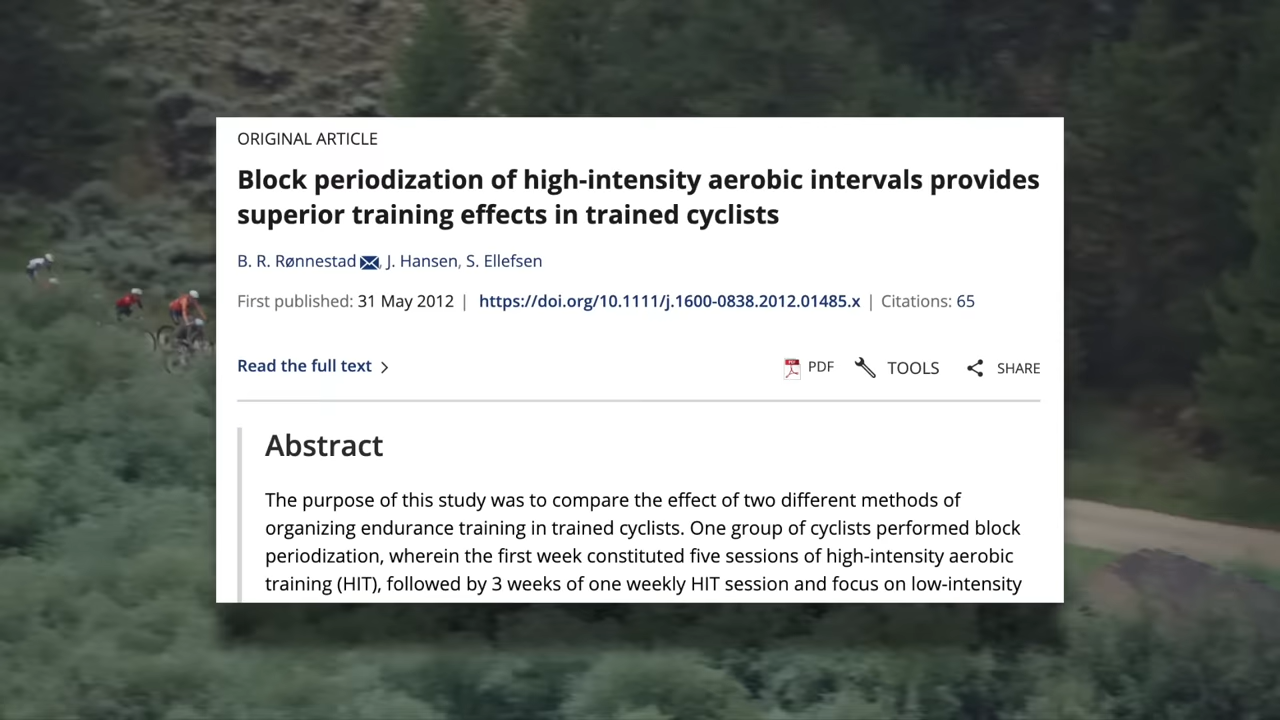 ORIGINAL ARTICLE
Block periodization of high-intensity aerobic intervals provides
superior training effects in trained cyclists
B. R. Rønnestad, J. Hansen, S. Ellefsen
First published: 31 May 2012 | https://doi.org/10.1111/j.1600-0838.2012.01485.x | Citations: 65
Read the full text
PDF TOOLS SHARE
Abstract
The purpose of this study was to compare the effect of two different methods of
organizing endurance training in trained cyclists. One group of cyclists performed block
periodization, wherein the first week constituted five sessions of high-intensity aerobic
training (HIT), followed by 3 weeks of one weekly HIT session and focus on low-intensity